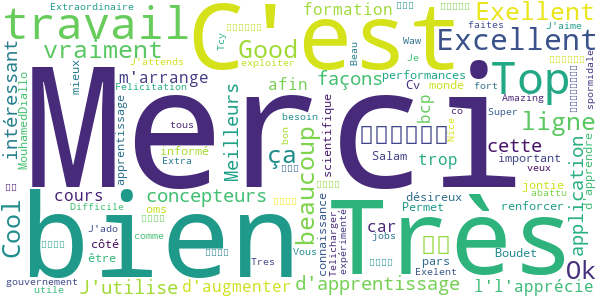 Extraordinaire
travail
C'est
formation
J'aime
Exellent
Tcy
Beau
Waw
faites
vraiment
Good
exploiter
Je
Excellent
J'attends
m'arrange
afin
façons
performances
Top
intéressant
MouhamedDiallo
mieux
Felicitation
Cv
monde
fort
Amazing
spormidale
Merci
Meilleurs
beaucoup
bcp
co
Super
ligne
apprentissage
tous
besoin
scientifique
Nice
cette
informé
bon
ça
Salam
trop
important
application
d'apprendre
Extra
veux
Cool
bien
Très
cours
concepteurs
connaissance
désireux
jontie
abattu
Difficile
oms
felicharger
expérimenté
car
Permet
renforcer
J'ado
côté
comme
Vous
jobs
Boudet
être
Tres
Exelent
pars
Ok
gouvernement
utile
J'utilise
d'augmenter
d'apprentissage
l'l'apprécie